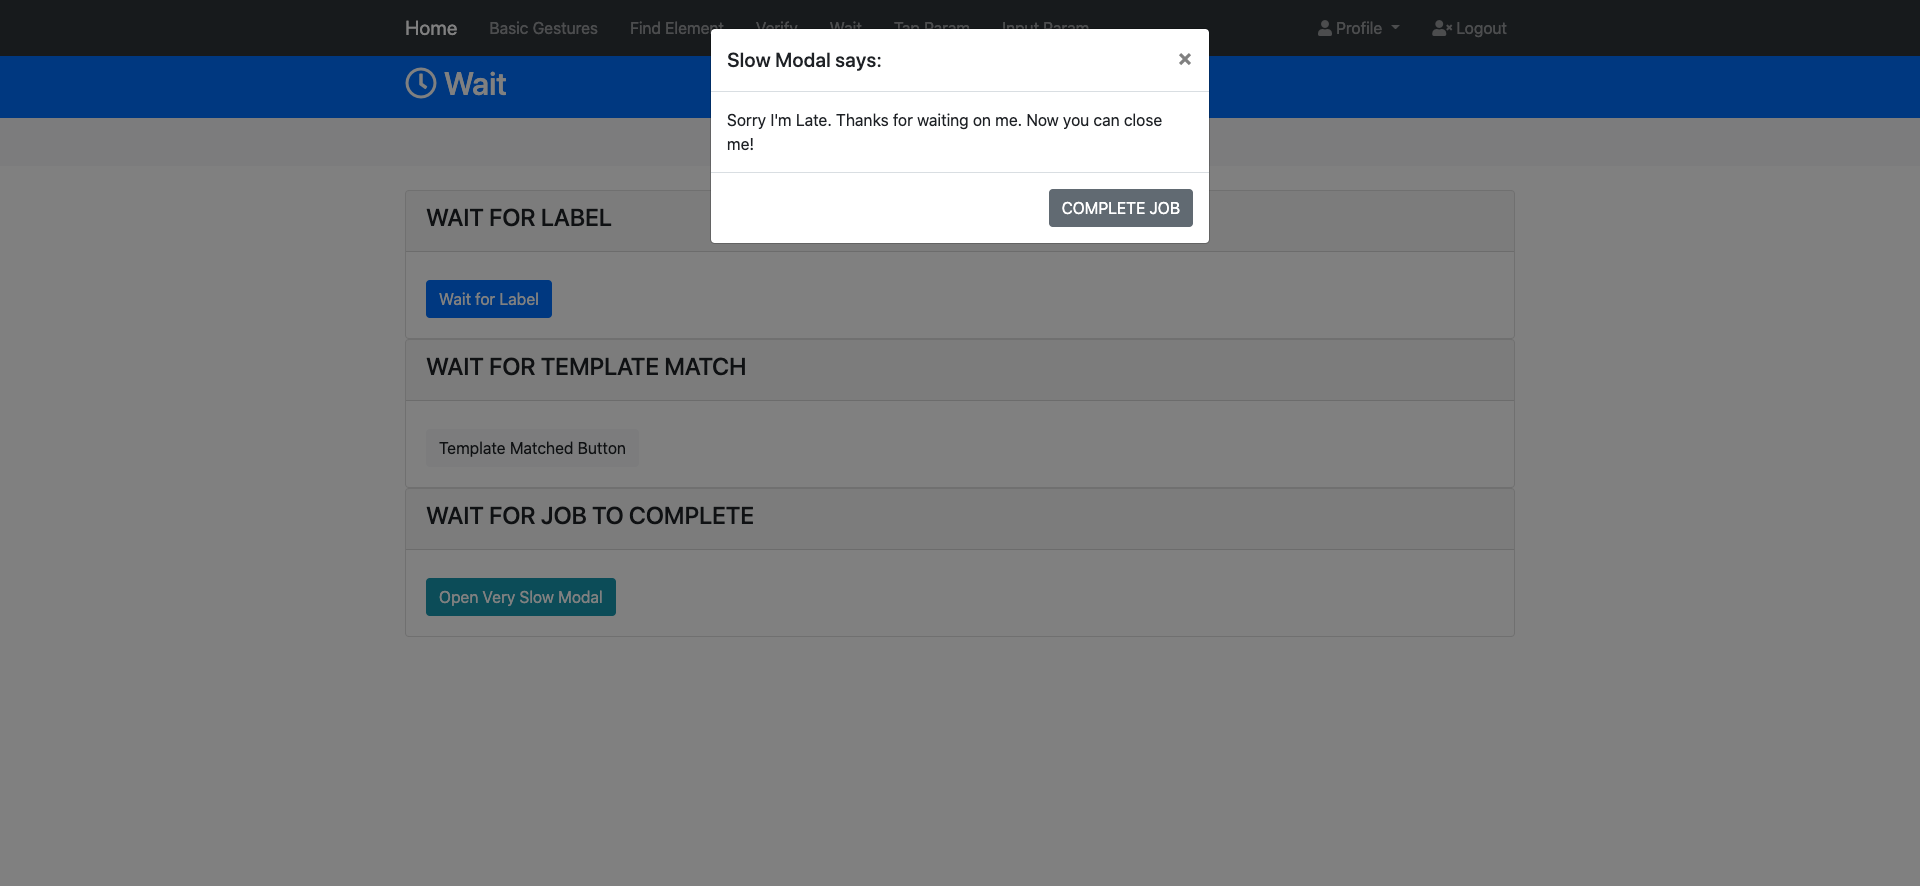 Home Basic Gestures Find Element Verify Wait Tap Param Input Param Profile Logout
Wait
Slow Modal says: ×
Sorry I'm Late. Thanks for waiting on me. Now you can close
me!
COMPLETE JOB
WAIT FOR LABEL
Wait for Label
WAIT FOR TEMPLATE MATCH
Template Matched Button
WAIT FOR JOB TO COMPLETE
Open Very Slow Modal